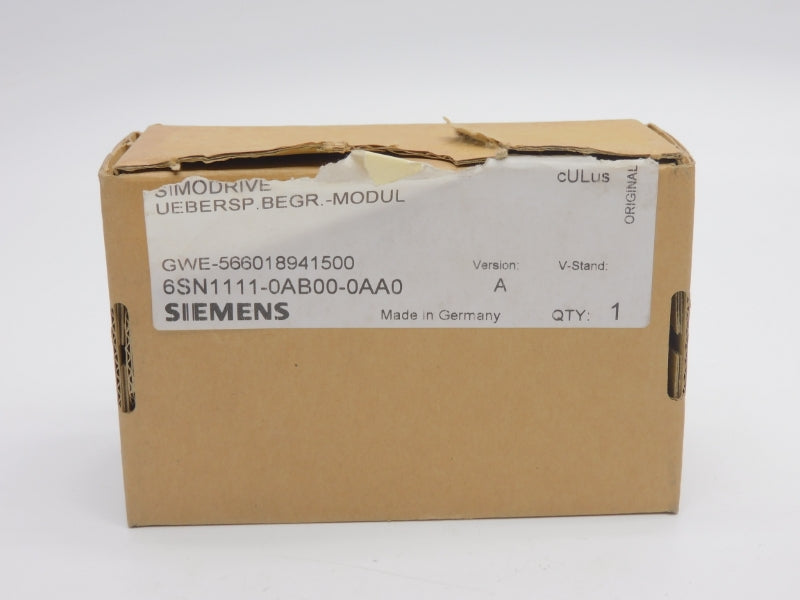 SIMODRIVE
cULus
ORIGINAL
UEBERSP.BEGR.-MODUL
GWE-566018941500
Version:
V-Stand:
6SN1111-0AB00-0AA0
A
SIEMENS
Made in Germany
QTY: 1